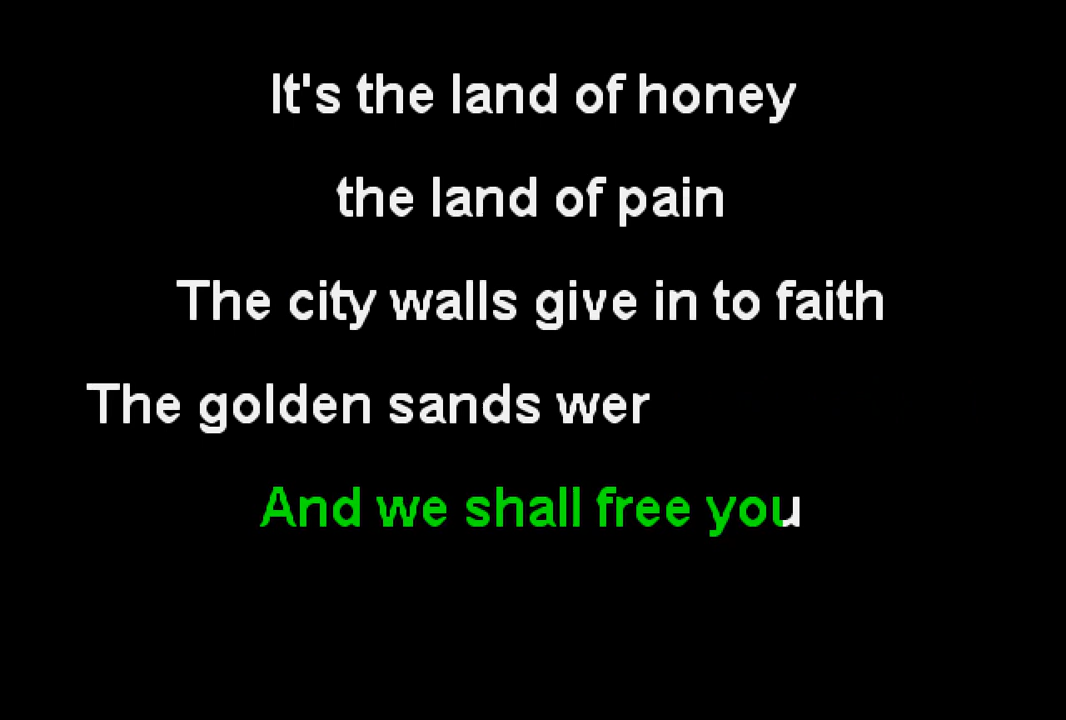 It's the land of honey
the land of pain
The city walls give in to faith
The golden sands wer
And we shall free you